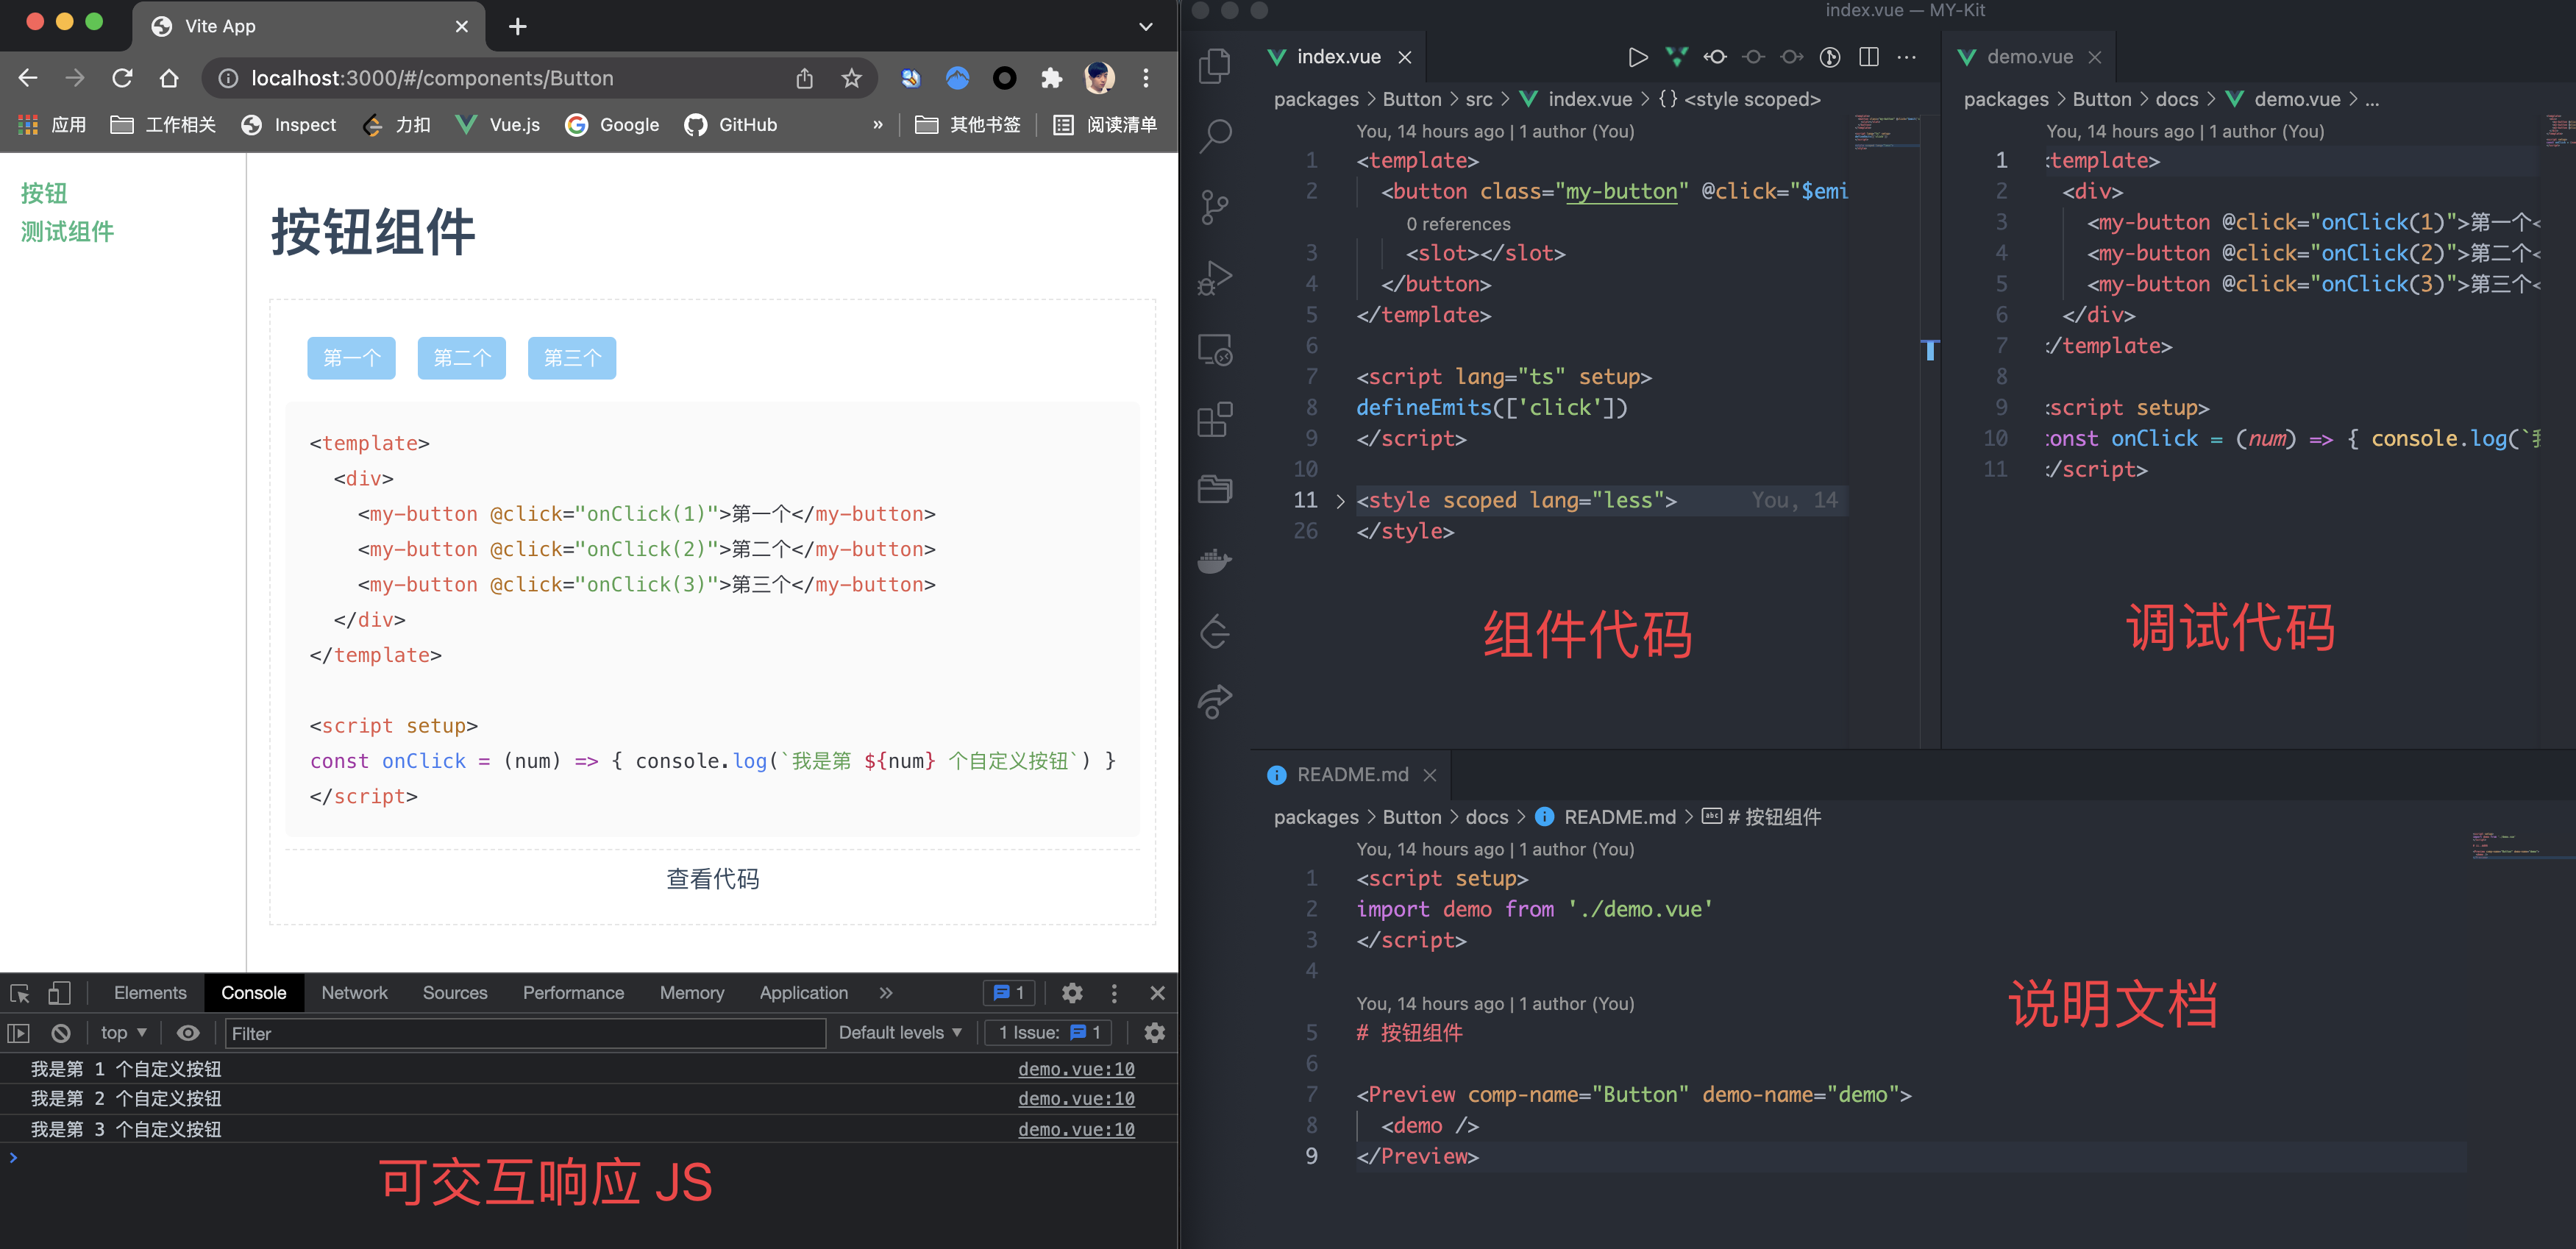 Vite App
localhost:3000/#/components/Button
应用 工作相关 Inspect 力扣 Vue.js Google GitHub » 其他书签 阅读清单
按钮
测试组件
按钮组件
第一个 第二个 第三个
<template>
  <div>
    <my-button @click="onClick(1)">第一个</my-button>
    <my-button @click="onClick(2)">第二个</my-button>
    <my-button @click="onClick(3)">第三个</my-button>
  </div>
</template>
<script setup>
const onClick = (num) => { console.log(`我是第 ${num} 个自定义按钮`) }
</script>
查看代码
Elements Console Network Sources Performance Memory Application » 1
top Filter Default levels 1 Issue: 1
我是第 1 个自定义按钮 demo.vue:10
我是第 2 个自定义按钮 demo.vue:10
我是第 3 个自定义按钮 demo.vue:10
可交互响应 JS
index.vue — MY-Kit
index.vue
packages > Button > src > index.vue > {} <style scoped>
You, 14 hours ago | 1 author (You)
1 <template>
2   <button class="my-button" @click="$emi
0 references
3     <slot></slot>
4   </button>
5 </template>
6
7 <script lang="ts" setup>
8 defineEmits(['click'])
9 </script>
10
11 <style scoped lang="less"> You, 14
26 </style>
组件代码
demo.vue
packages > Button > docs > demo.vue > ...
You, 14 hours ago | 1 author (You)
1 template>
2   <div>
3     <my-button @click="onClick(1)">第一个<
4     <my-button @click="onClick(2)">第二个<
5     <my-button @click="onClick(3)">第三个<
6   </div>
7 /template>
8
9 script setup>
10 onst onClick = (num) => { console.log(`
11 /script>
调试代码
README.md
packages > Button > docs > README.md > # 按钮组件
You, 14 hours ago | 1 author (You)
1 <script setup>
2 import demo from './demo.vue'
3 </script>
4
You, 14 hours ago | 1 author (You)
5 # 按钮组件
6
7 <Preview comp-name="Button" demo-name="demo">
8   <demo />
9 </Preview>
说明文档